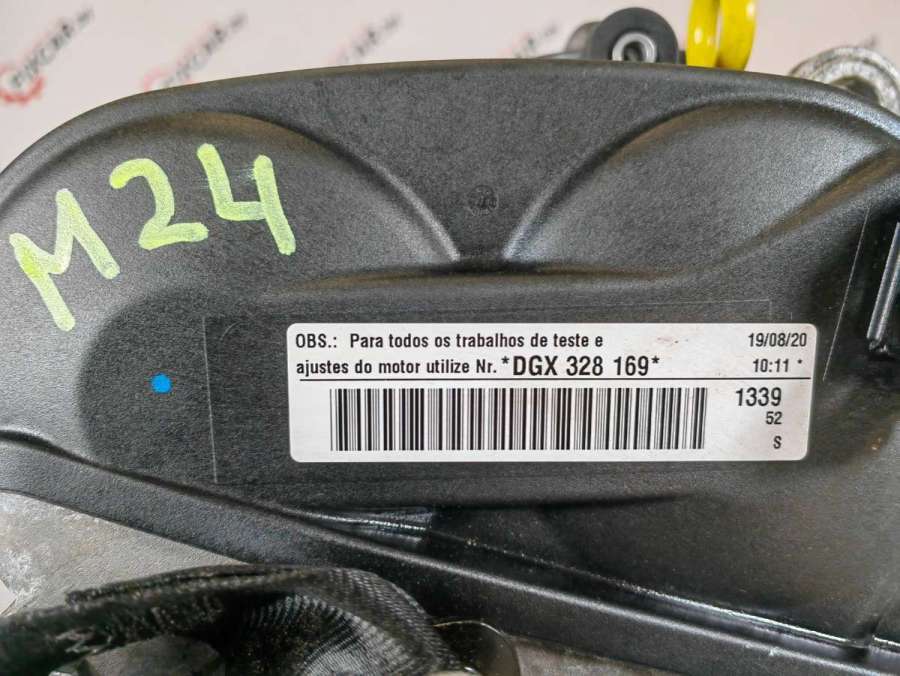 M24
OBS.: Para todos os trabalhos de teste e
ajustes do motor utilize Nr. *DGX 328 169*
19/08/20
10:11 *
1339
52
S